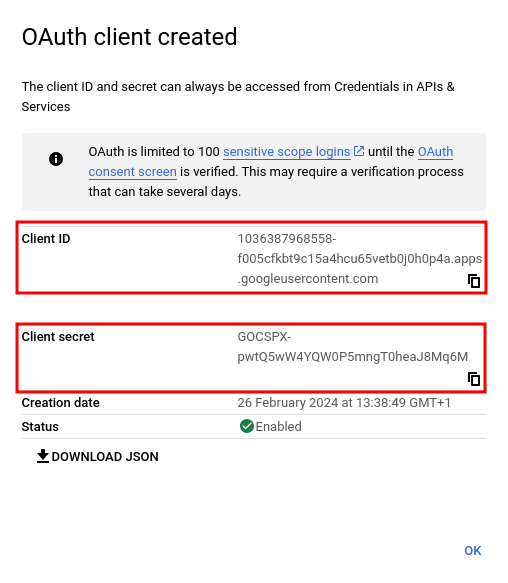 OAuth client created
The client ID and secret can always be accessed from Credentials in APIs &
Services
OAuth is limited to 100 sensitive scope logins until the OAuth
consent screen is verified. This may require a verification process
that can take several days.
Client ID
1036387968558-
f005cfkbt9c15a4hcu65vetb0j0h0p4a.apps
.googleusercontent.com
Client secret
GOCSPX-
pwtQ5wW4YQW0P5mngT0heaJ8Mq6M
Creation date
26 February 2024 at 13:38:49 GMT+1
Status
Enabled
DOWNLOAD JSON
OK